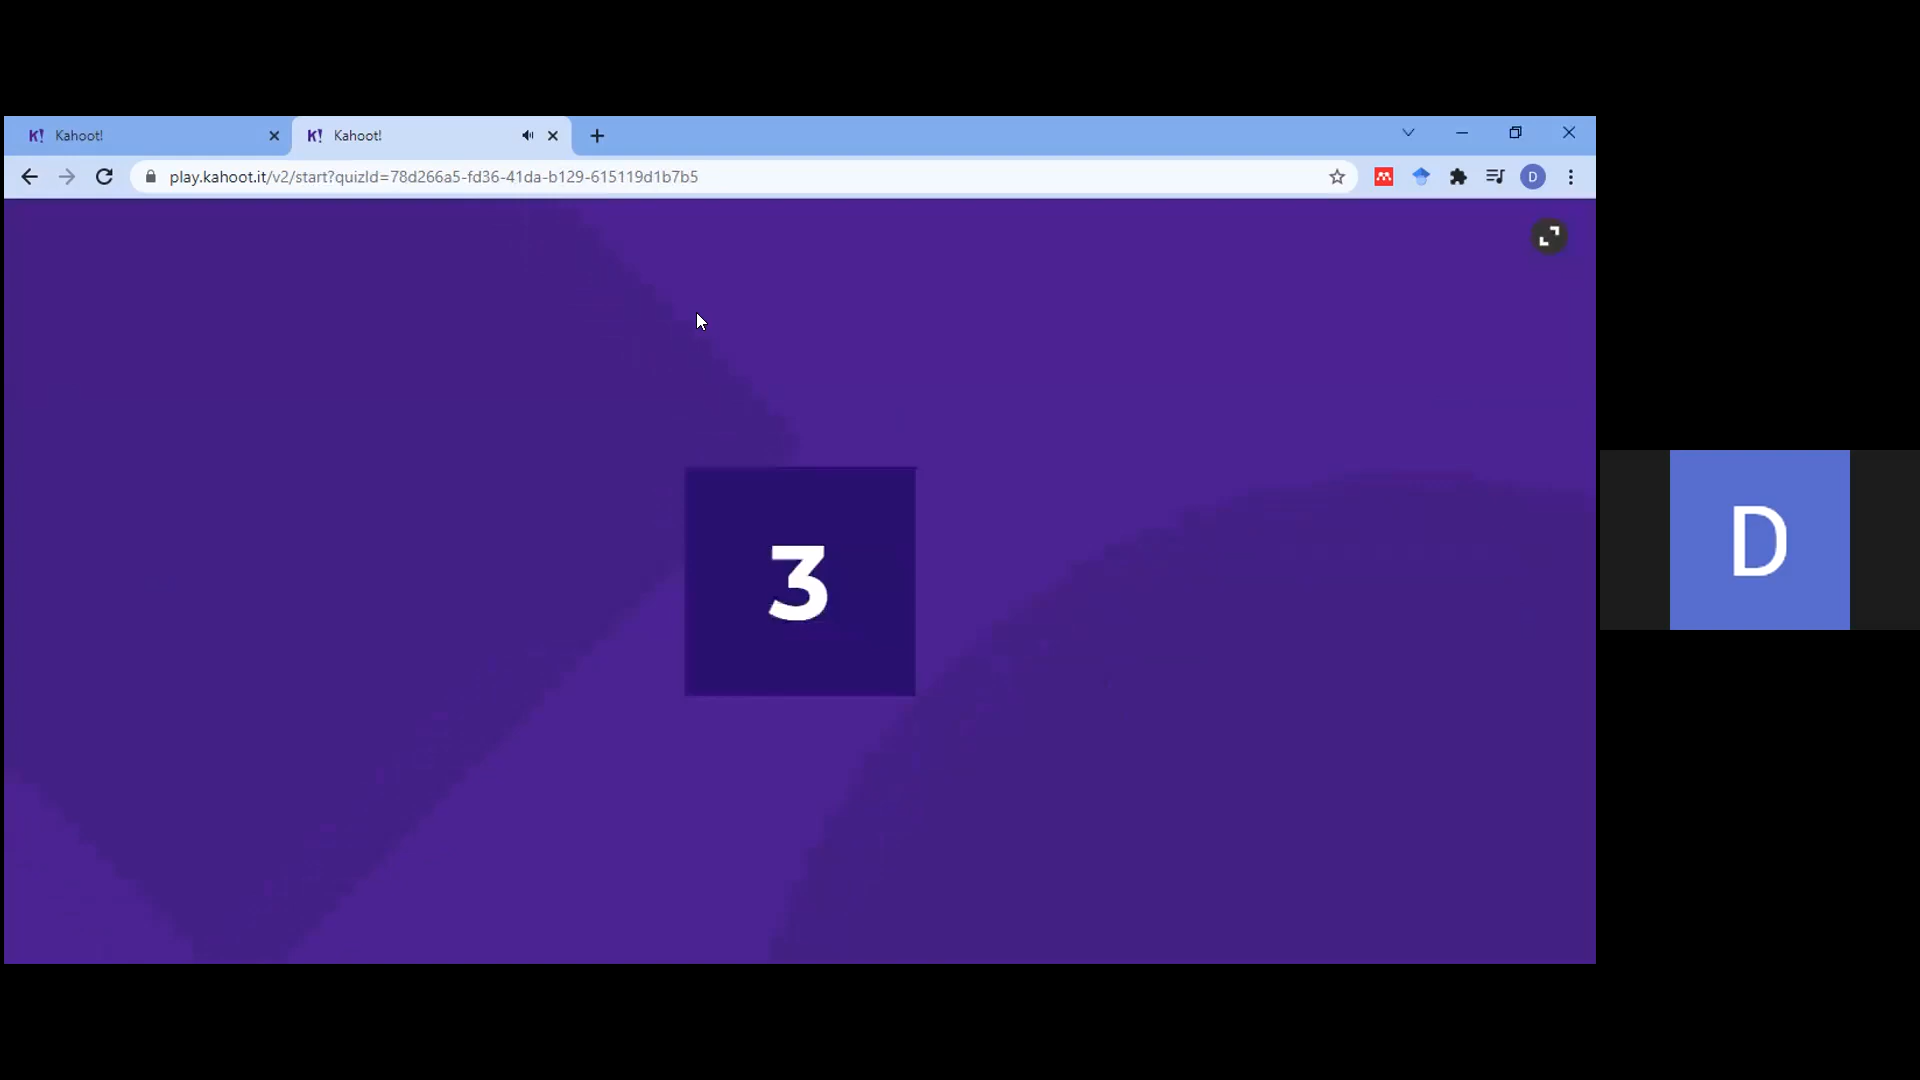 K! Kahoot!
K! Kahoot!
play.kahoot.it/v2/start?quizId=78d266a5-fd36-41da-b129-615119d1b7b5
D
3
D